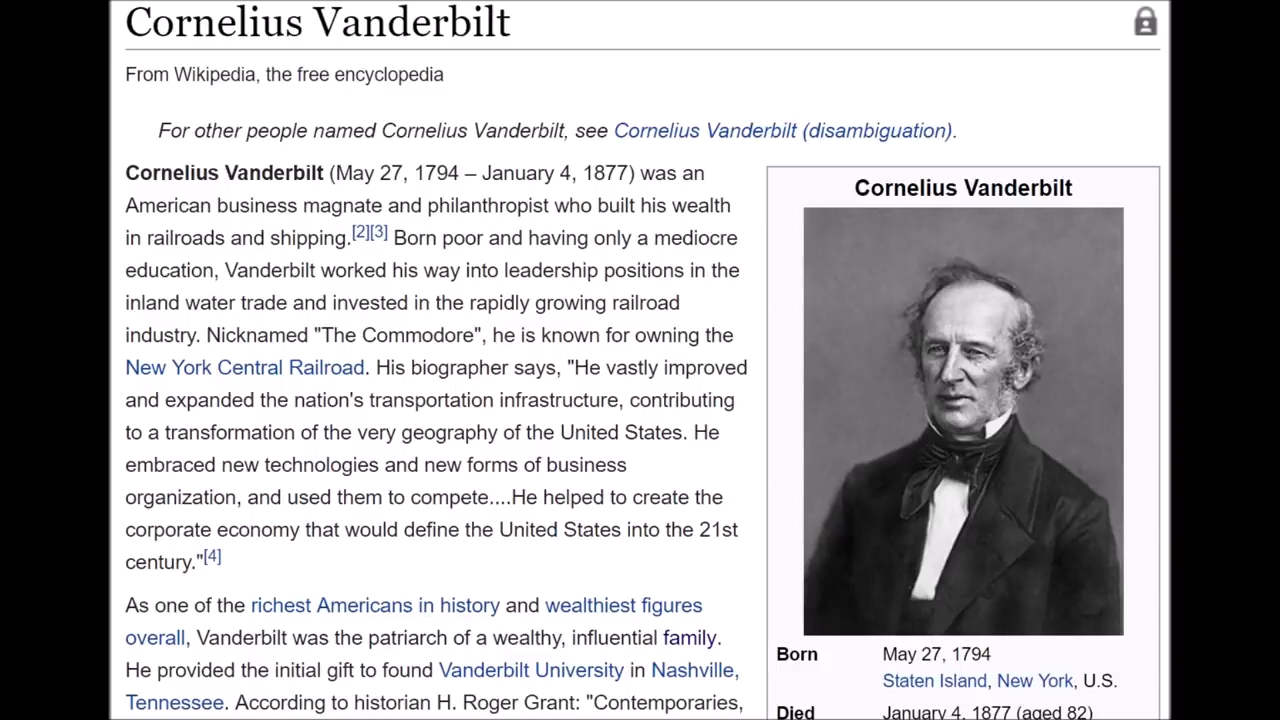 Cornelius Vanderbilt
From Wikipedia, the free encyclopedia
For other people named Cornelius Vanderbilt, see Cornelius Vanderbilt (disambiguation).
Cornelius Vanderbilt (May 27, 1794 – January 4, 1877) was an
American business magnate and philanthropist who built his wealth
in railroads and shipping.[2][3] Born poor and having only a mediocre
education, Vanderbilt worked his way into leadership positions in the
inland water trade and invested in the rapidly growing railroad
industry. Nicknamed "The Commodore", he is known for owning the
New York Central Railroad. His biographer says, "He vastly improved
and expanded the nation's transportation infrastructure, contributing
to a transformation of the very geography of the United States. He
embraced new technologies and new forms of business
organization, and used them to compete....He helped to create the
corporate economy that would define the United States into the 21st
century."[4]
As one of the richest Americans in history and wealthiest figures
overall, Vanderbilt was the patriarch of a wealthy, influential family.
He provided the initial gift to found Vanderbilt University in Nashville,
Tennessee. According to historian H. Roger Grant: "Contemporaries,
Cornelius Vanderbilt
Born May 27, 1794
Staten Island, New York, U.S.
Died January 4, 1877 (aged 82)